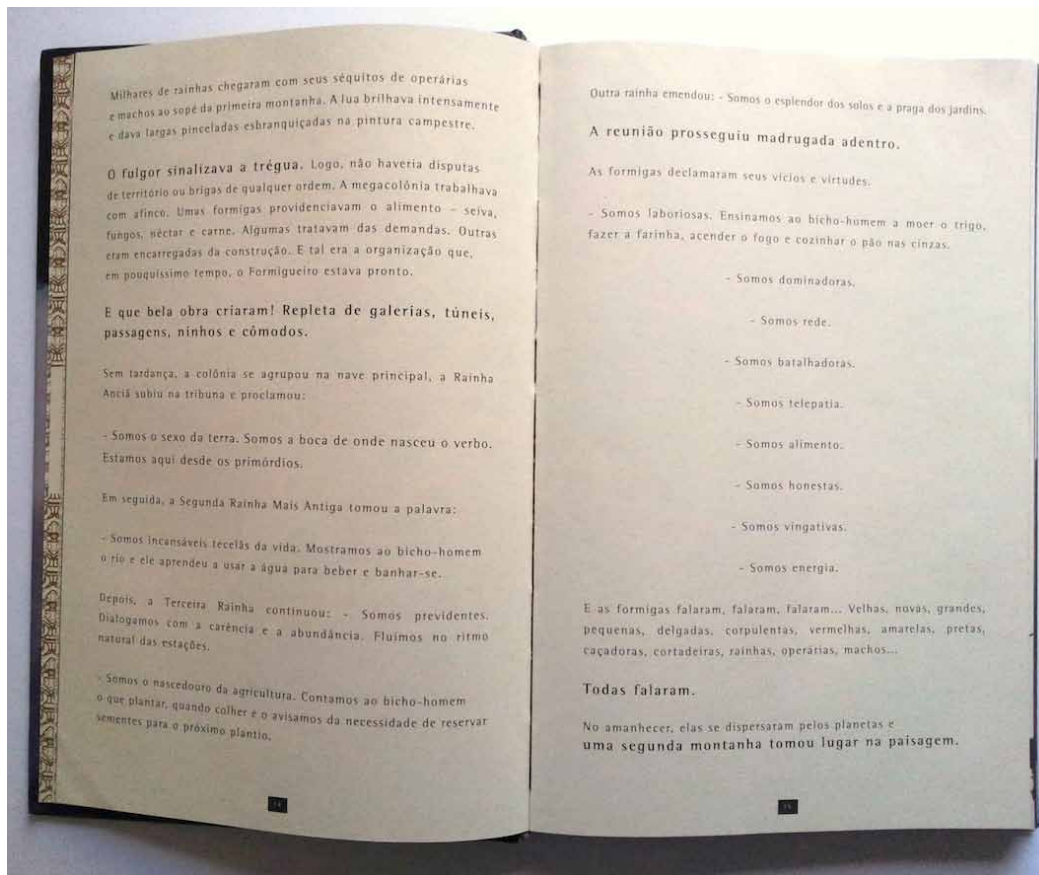 Milhares de rainhas chegaram com seus séquitos de operárias
e machos ao sopé da primeira montanha. A lua brilhava intensamente
e dava largas pinceladas esbranquiçadas na pintura campestre.
O fulgor sinalizava a trégua. Logo, não haveria disputas
de território ou brigas de qualquer ordem. A megacolônia trabalhava
com afinco. Umas formigas providenciavam o alimento – seiva,
fungos, néctar e carne. Algumas tratavam das demandas. Outras
eram encarregadas da construção. E tal era a organização que,
em pouquíssimo tempo, o Formigueiro estava pronto.
E que bela obra criaram! Repleta de galerias, túneis,
passagens, ninhos e cômodos.
Sem tardança, a colônia se agrupou na nave principal, a Rainha
Anciã subiu na tribuna e proclamou:
- Somos o sexo da terra. Somos a boca de onde nasceu o verbo.
Estamos aqui desde os primórdios.
Em seguida, a Segunda Rainha Mais Antiga tomou a palavra:
- Somos incansáveis tecelãs da vida. Mostramos ao bicho-homem
o rio e ele aprendeu a usar a água para beber e banhar-se.
Depois, a Terceira Rainha continuou: - Somos previdentes.
Dialogamos com a carência e a abundância. Fluímos no ritmo
natural das estações.
- Somos o nascedouro da agricultura. Contamos ao bicho-homem
o que plantar, quando colher e o avisamos da necessidade de reservar
sementes para o próximo plantio.
14
Outra rainha emendou: - Somos o esplendor dos solos e a praga dos jardins.
A reunião prosseguiu madrugada adentro.
As formigas declamaram seus vícios e virtudes.
- Somos laboriosas. Ensinamos ao bicho-homem a moer o trigo,
fazer a farinha, acender o fogo e cozinhar o pão nas cinzas.
- Somos dominadoras.
- Somos rede.
- Somos batalhadoras.
- Somos telepatia.
- Somos alimento.
- Somos honestas.
- Somos vingativas.
- Somos energia.
E as formigas falaram, falaram, falaram... Velhas, novas, grandes,
pequenas, delgadas, corpulentas, vermelhas, amarelas, pretas,
caçadoras, cortadeiras, rainhas, operárias, machos...
Todas falaram.
No amanhecer, elas se dispersaram pelos planetas e
uma segunda montanha tomou lugar na paisagem.